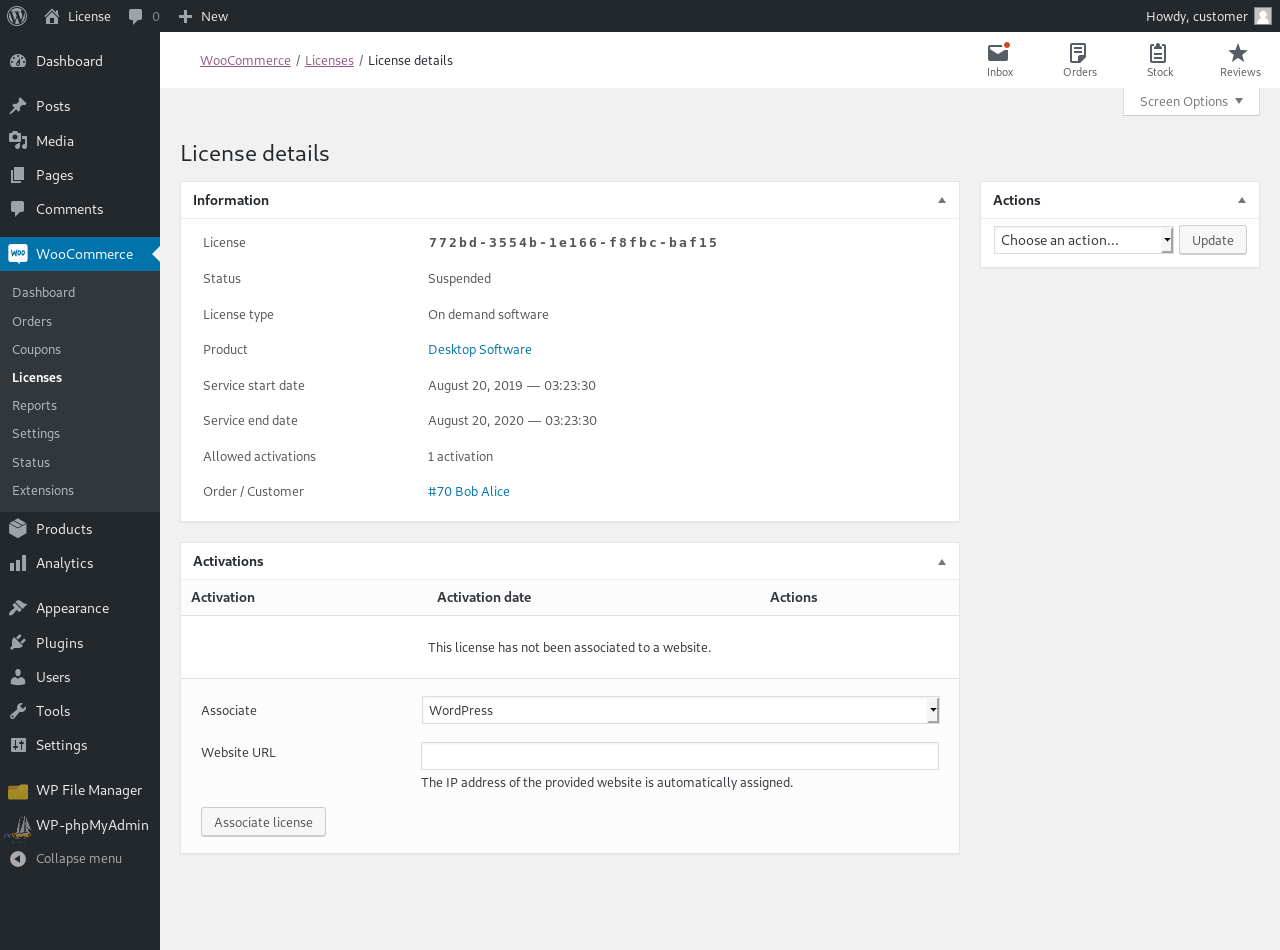 License 0 New Howdy, customer
Dashboard
Posts
Media
Pages
Comments
WooCommerce
Dashboard
Orders
Coupons
Licenses
Reports
Settings
Status
Extensions
Products
Analytics
Appearance
Plugins
Users
Tools
Settings
WP File Manager
WP-phpMyAdmin
Collapse menu
WooCommerce / Licenses / License details
Inbox Orders Stock Reviews
Screen Options
License details
Information
License 772bd-3554b-1e166-f8fbc-baf15
Status Suspended
License type On demand software
Product Desktop Software
Service start date August 20, 2019 — 03:23:30
Service end date August 20, 2020 — 03:23:30
Allowed activations 1 activation
Order / Customer #70 Bob Alice
Actions
Choose an action... Update
Activations
Activation Activation date Actions
This license has not been associated to a website.
Associate WordPress
Website URL
The IP address of the provided website is automatically assigned.
Associate license